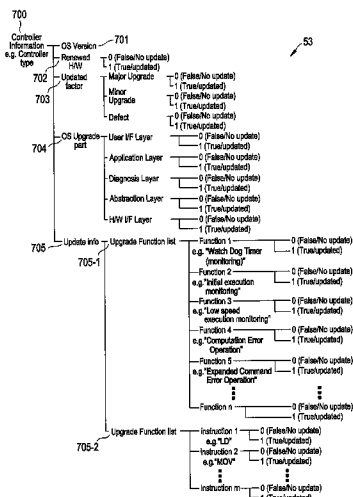 700
53
Controller
Information
e.g. Controller
type
OS Version
701
Renewed
H/W
0 (False/No update)
1 (True/updated)
702
Updated
factor
703
Major Upgrade
0 (False/No update)
1 (True/updated)
Minor
Upgrade
0 (False/No update)
1 (True/updated)
Defect
0 (False/No update)
1 (True/updated)
704
OS Upgrade
part
User I/F Layer
0 (False/No update)
1 (True/updated)
Application Layer
0 (False/No update)
1 (True/updated)
Diagnosis Layer
0 (False/No update)
1 (True/updated)
Abstraction Layer
0 (False/No update)
1 (True/updated)
H/W I/F Layer
0 (False/No update)
1 (True/updated)
705
Update info
705-1
Upgrade Function list
Function 1
0 (False/No update)
e.g. "Watch Dog Timer
(monitoring)"
1 (True/updated)
Function 2
0 (False/No update)
e.g."Initial execution
monitoring"
1 (True/updated)
Function 3
0 (False/No update)
e.g."Low speed
execution monitoring"
1 (True/updated)
Function 4
0 (False/No update)
e.g."Computation Error
Operation"
1 (True/updated)
Function 5
0 (False/No update)
e.g."Expanded Command
Error Operation"
1 (True/updated)
Function n
0 (False/No update)
1 (True/updated)
705-2
Upgrade Function list
Instruction 1
0 (False/No update)
e.g."LD"
1 (True/updated)
Instruction 2
0 (False/No update)
e.g."MOV"
1 (True/updated)
Instruction m
0 (False/No update)
1 (True/updated)